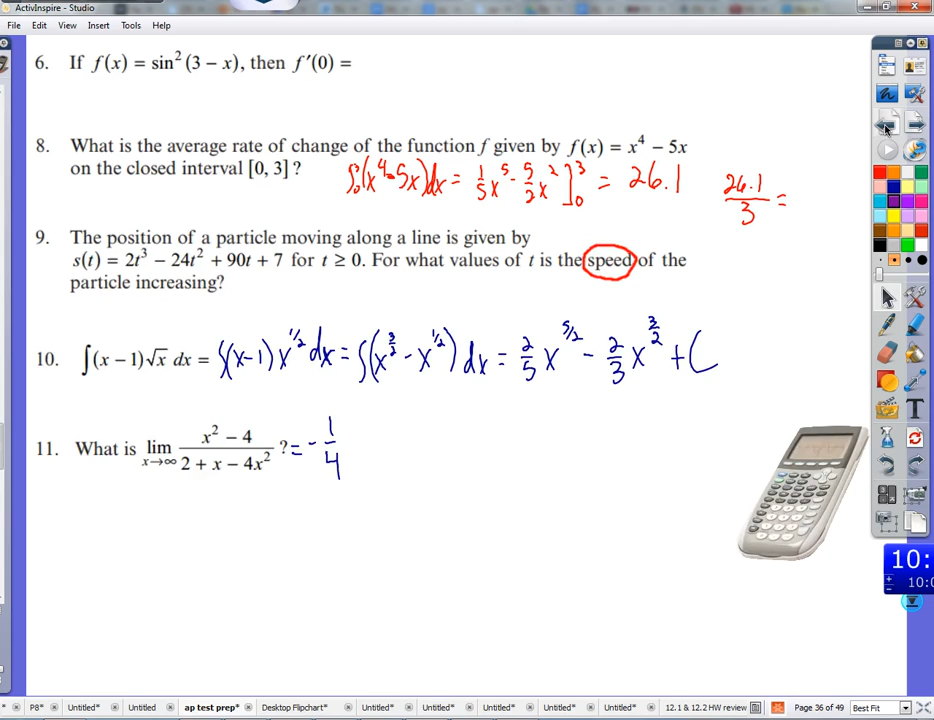 ActivInspire - Studio
File Edit View Insert Tools Help
6. If f(x) = sin² (3 − x), then f ′(0) =
8. What is the average rate of change of the function f given by f(x) = x⁴ − 5x
on the closed interval [0, 3] ? ∫₀³(x⁴-5x)dx = 1/5 x⁵ - 5/2 x² ]₀³ = 26.1 26.1/3 =
9. The position of a particle moving along a line is given by
s(t) = 2t³ − 24t² + 90t + 7 for t ≥ 0. For what values of t is the speed of the
particle increasing?
10. ∫(x − 1)√x dx = ∫(x-1) x^1/2 dx = ∫(x^3/2 - x^1/2) dx = 2/5 x^5/2 - 2/3 x^3/2 + C
11. What is lim x→∞ (x² − 4)/(2 + x − 4x²) ? = - 1/4
10:
10:0
P8* Untitled* Untitled ap test prep* Desktop Flipchart* Untitled* Untitled* Untitled* Untitled* 12.1 & 12.2 HW review Page 36 of 49 Best Fit